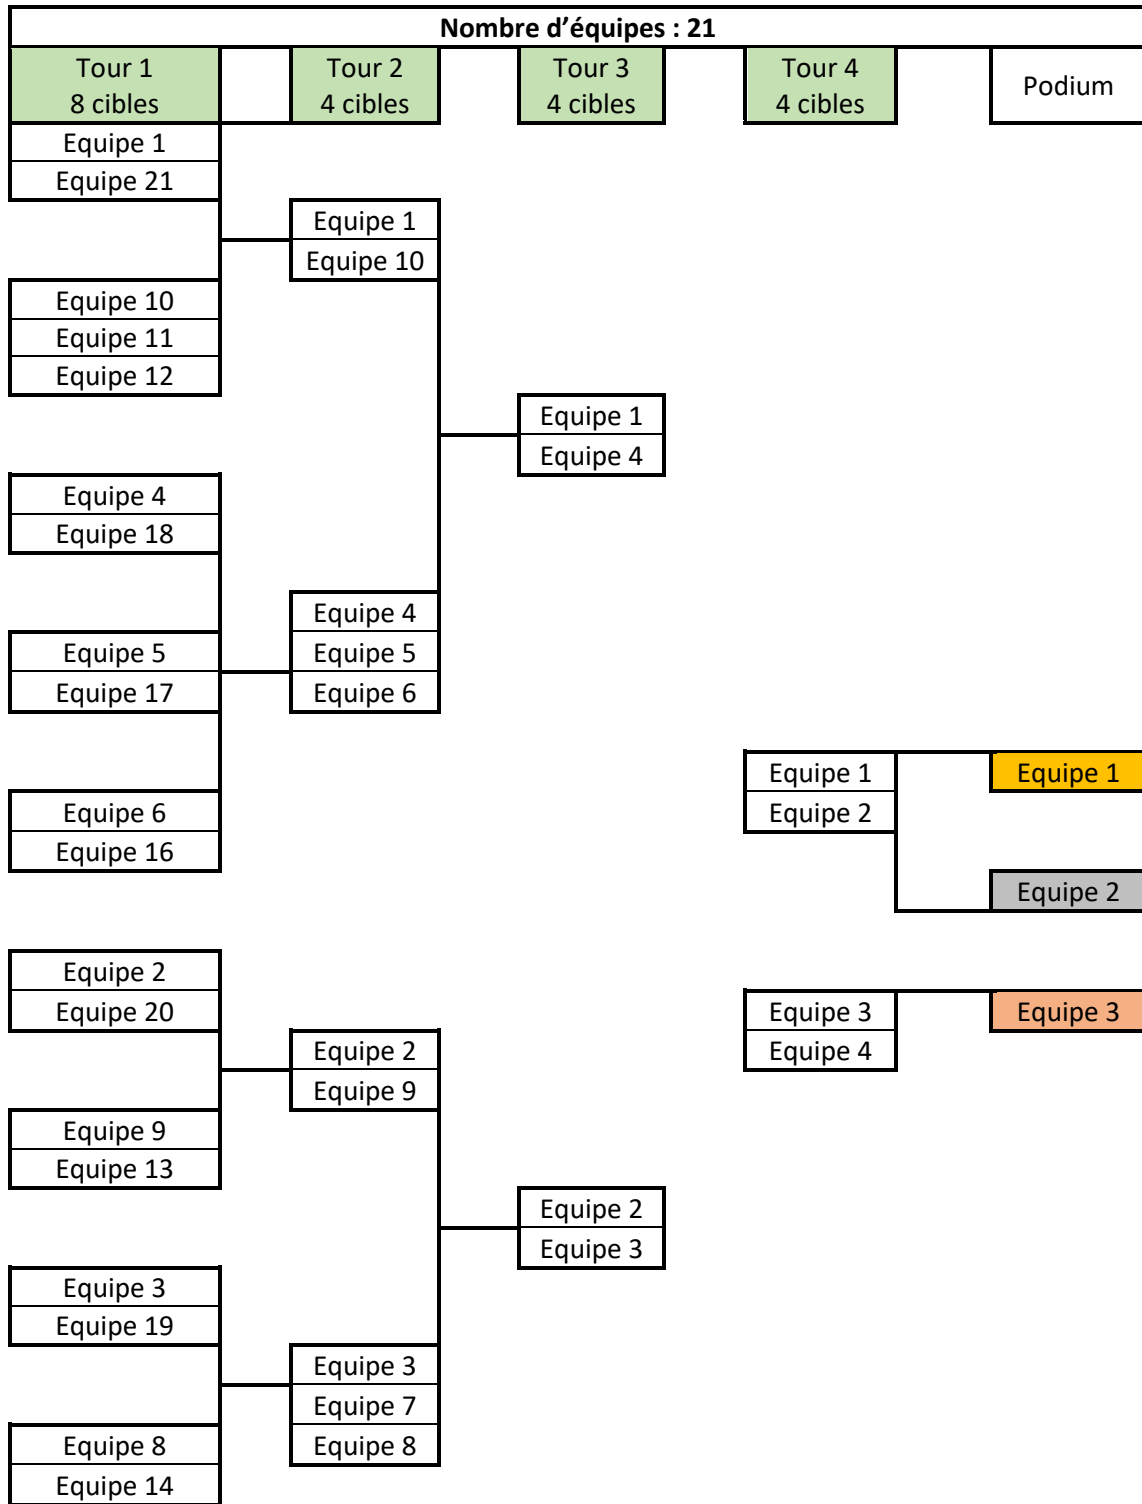 Nombre d’équipes : 21
Tour 1
8 cibles
Tour 2
4 cibles
Tour 3
4 cibles
Tour 4
4 cibles
Podium
Equipe 1
Equipe 21
Equipe 1
Equipe 10
Equipe 10
Equipe 11
Equipe 12
Equipe 1
Equipe 4
Equipe 4
Equipe 18
Equipe 4
Equipe 5
Equipe 6
Equipe 5
Equipe 17
Equipe 1
Equipe 2
Equipe 1
Equipe 6
Equipe 16
Equipe 2
Equipe 2
Equipe 20
Equipe 3
Equipe 4
Equipe 3
Equipe 2
Equipe 9
Equipe 9
Equipe 13
Equipe 2
Equipe 3
Equipe 3
Equipe 19
Equipe 3
Equipe 7
Equipe 8
Equipe 8
Equipe 14